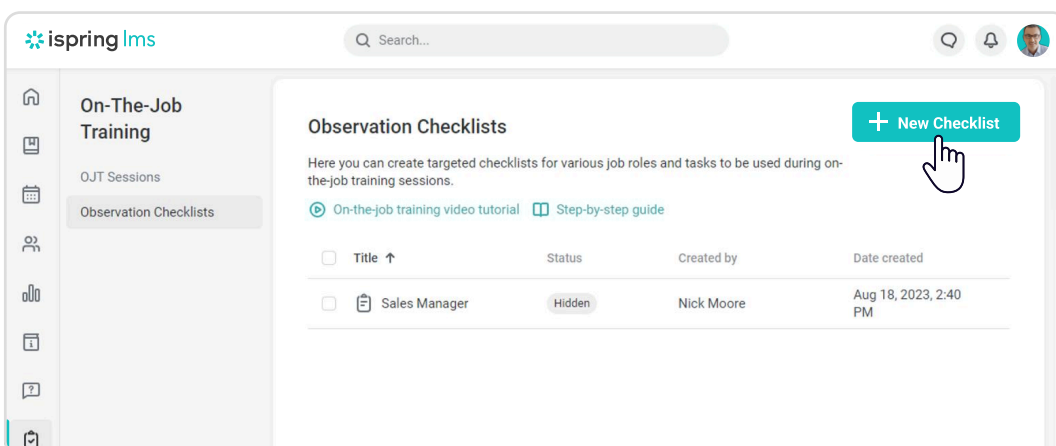 ispring lms
Search...
On-The-Job
Training
OJT Sessions
Observation Checklists
Observation Checklists
New Checklist
Here you can create targeted checklists for various job roles and tasks to be used during on-
the-job training sessions.
On-the-job training video tutorial Step-by-step guide
Title Status Created by Date created
Sales Manager Hidden Nick Moore Aug 18, 2023, 2:40
PM